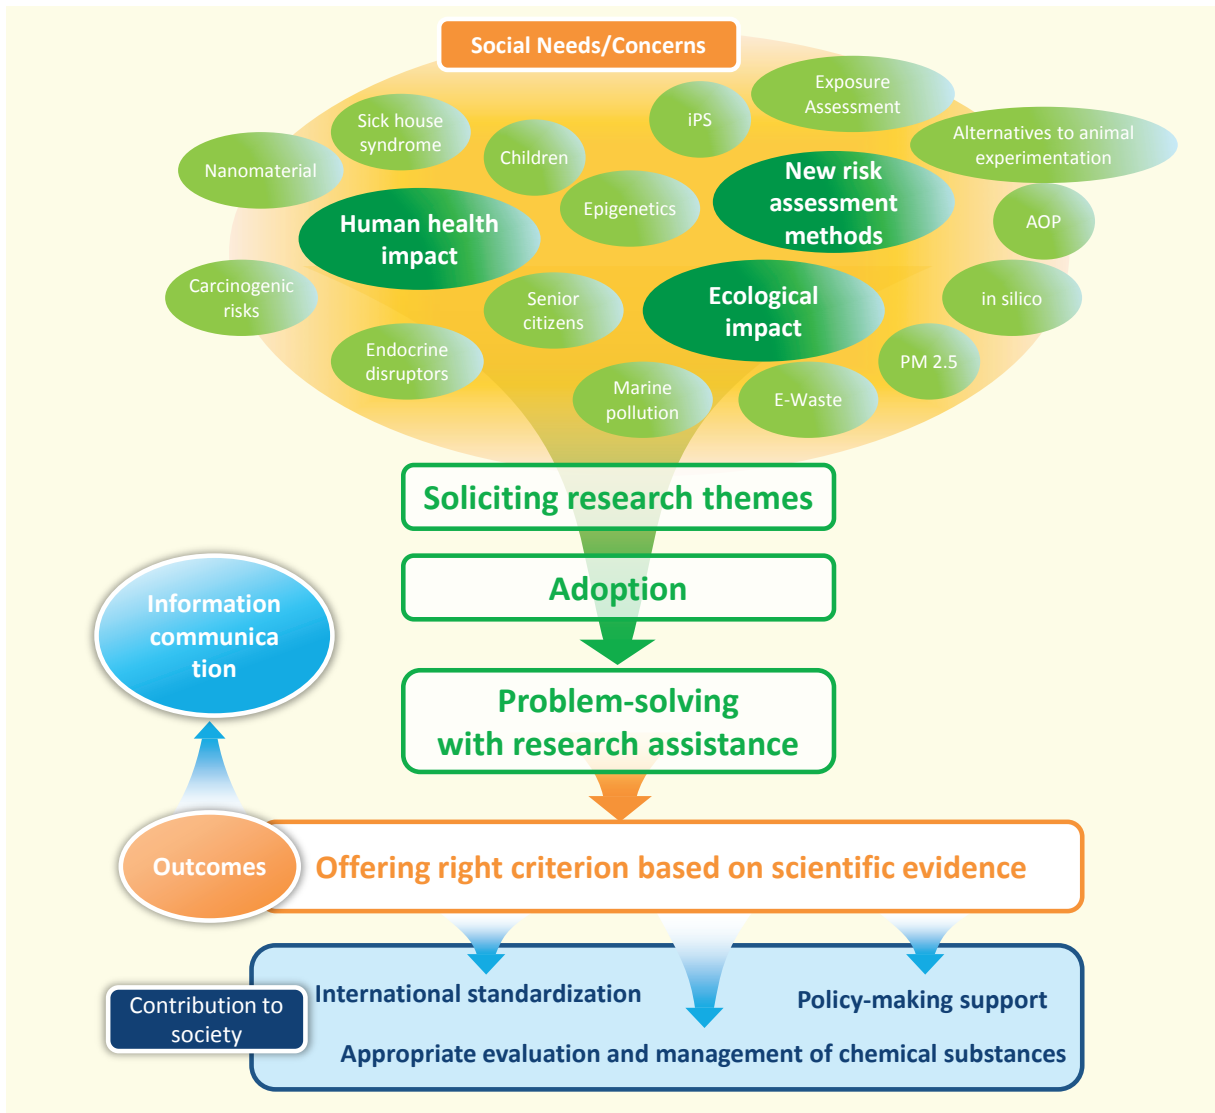 Social Needs/Concerns
Exposure
Assessment
iPS
Sick house
syndrome
Alternatives to animal
experimentation
Children
Nanomaterial
New risk
assessment
methods
Epigenetics
AOP
Human health
impact
Carcinogenic
risks
Senior
citizens
Ecological
impact
in silico
Endocrine
disruptors
PM 2.5
Marine
pollution
E-Waste
Soliciting research themes
Adoption
Information
communica
tion
Problem-solving
with research assistance
Outcomes
Offering right criterion based on scientific evidence
Contribution to
society
International standardization
Policy-making support
Appropriate evaluation and management of chemical substances